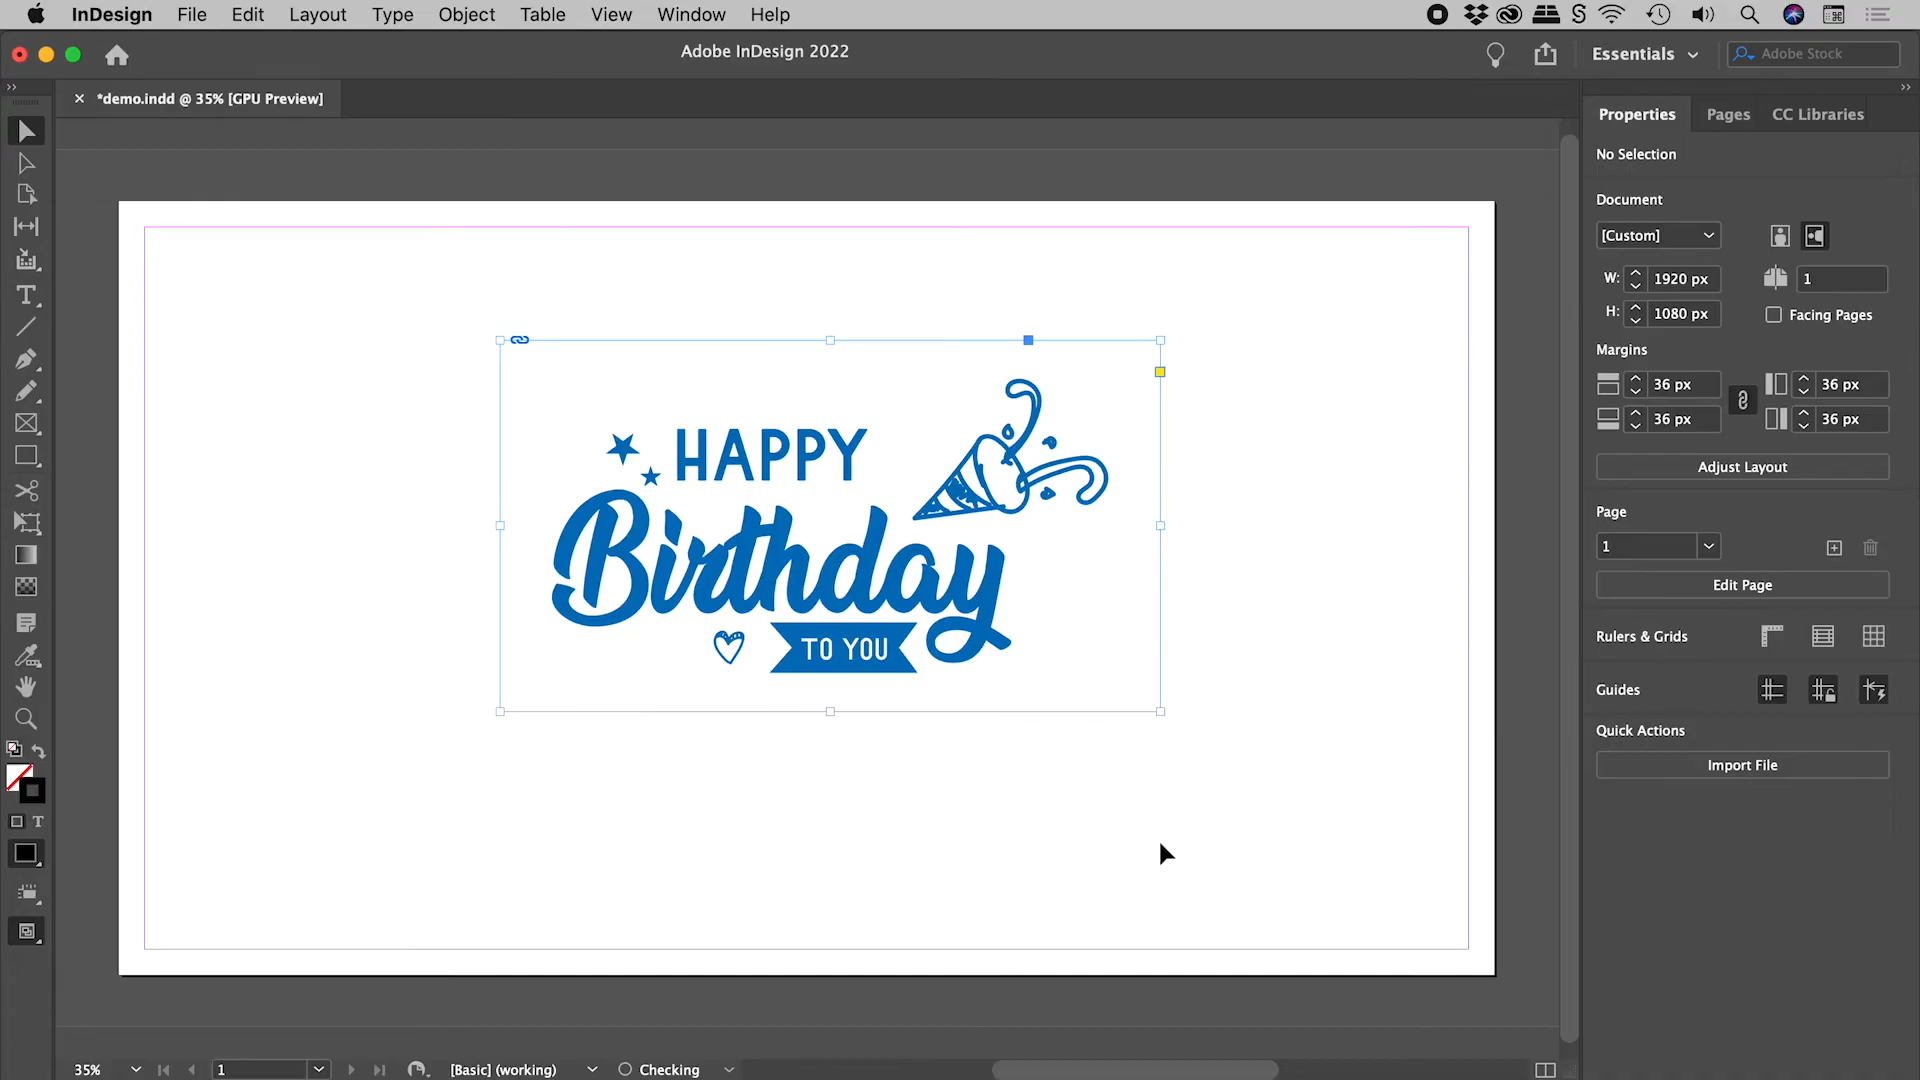 InDesign File Edit Layout Type Object Table View Window Help
Adobe InDesign 2022
Essentials
Adobe Stock
*demo.indd @ 35% [GPU Preview]
Properties Pages CC Libraries
No Selection
Document
[Custom]
W: 1920 px
1
H: 1080 px
Facing Pages
Margins
36 px 36 px
36 px 36 px
Adjust Layout
Page
1
Edit Page
Rulers & Grids
Guides
Quick Actions
Import File
HAPPY
Birthday
TO YOU
35% 1 [Basic] (working) Checking